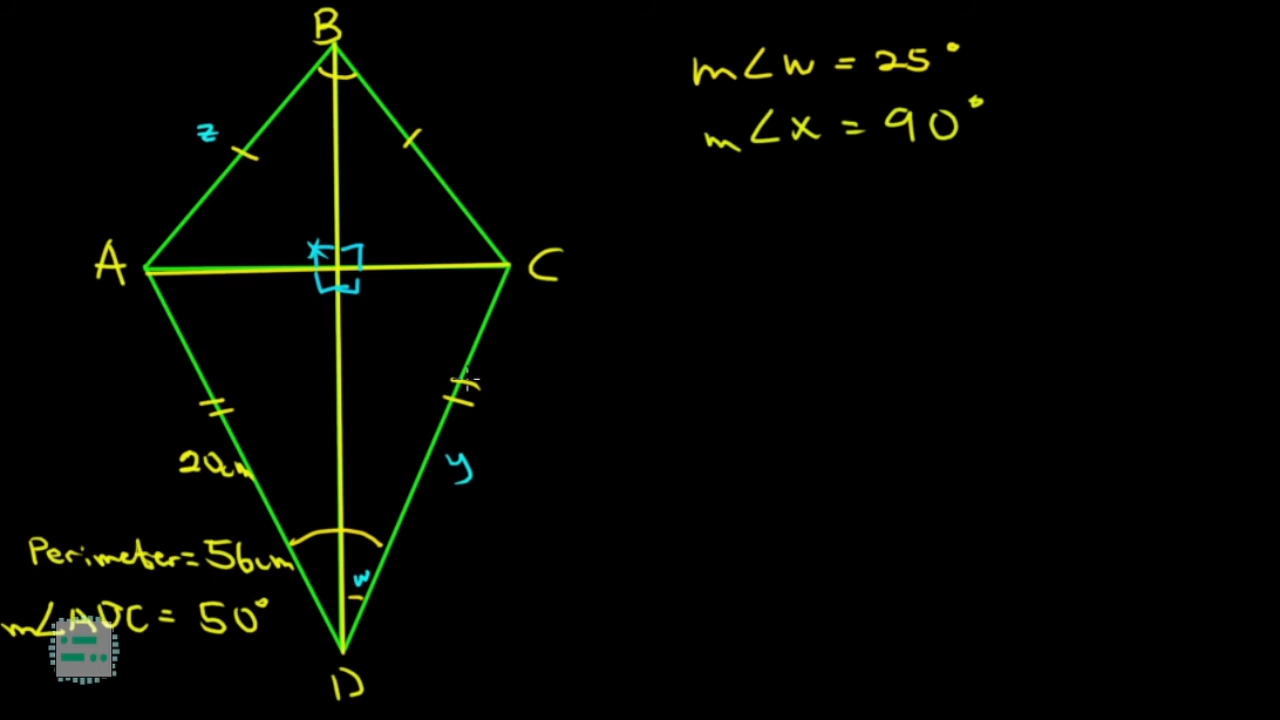 B
m∠w = 25°
z
m∠x = 90°
x
A
C
20cm
y
Perimeter = 56cm
w
m∠ADC = 50°
D